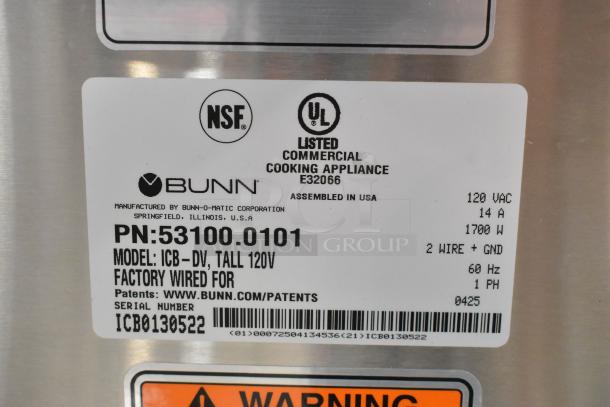 NSF®
UL®
LISTED
COMMERCIAL
COOKING APPLIANCE
E32066
ASSEMBLED IN USA
BUNN®
MANUFACTURED BY BUNN-O-MATIC CORPORATION
SPRINGFIELD, ILLINOIS, U.S.A
120 VAC
14 A
1700 W
2 WIRE + GND
60 Hz
1 PH
0425
PN:53100.0101
MODEL: ICB-DV, TALL 120V
FACTORY WIRED FOR
Patents: WWW.BUNN.COM/PATENTS
SERIAL NUMBER
ICB0130522
(01)00072504134536(21)ICB0130522
WARNING
GROUP